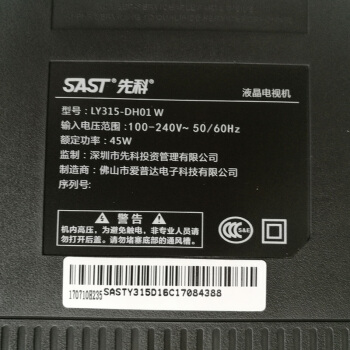 SAST 先科
液晶电视机
型号: LY315-DH01 W
输入电压范围: 100-240V~ 50/60Hz
额定功率: 45W
监制: 深圳市先科投资管理有限公司
制造商: 佛山市爱普达电子科技有限公司
序列号:
警告
机内高压,为避免触电,非专业人员请
勿打开后盖。请勿堵塞底部的通风槽。
S&E
1707108235
SASTY315D16C17084388